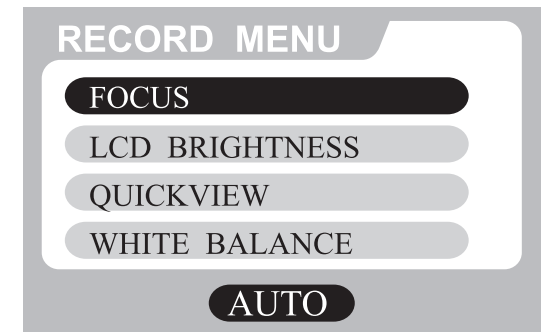 RECORD MENU
FOCUS
LCD BRIGHTNESS
QUICKVIEW
WHITE BALANCE
AUTO